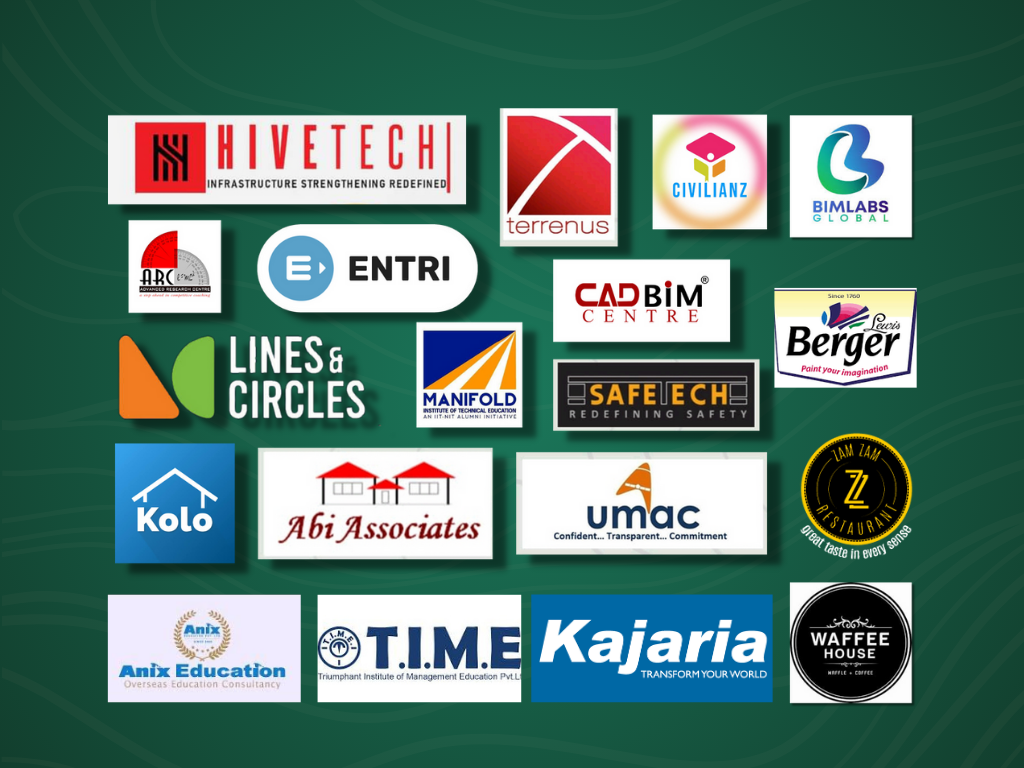 HIVETECH
INFRASTRUCTURE STRENGTHENING REDEFINED
terrenus
CIVILIANZ
BIMLABS
GLOBAL
ARC
ADVANCED RESEARCH CENTRE
E ENTRI
CADBIM®
CENTRE
Since 1760
Lewis
Berger
Paint your imagination
LINES &
CIRCLES
MANIFOLD
INSTITUTE OF TECHNICAL EDUCATION
AN IIT-NIT ALUMNI INITIATIVE
SAFETECH
REDEFINING SAFETY
Kolo
Abi Associates
umac
Confident... Transparent... Commitment
ZAM ZAM
Z
RESTAURANT
great taste in every sense
Anix
Anix Education
Overseas Education Consultancy
T.I.M.E.
T.I.M.E
Triumphant Institute of Management Education Pvt.Lt
Kajaria
TRANSFORM YOUR WORLD
WAFFEE
HOUSE
WAFFLE + COFFEE